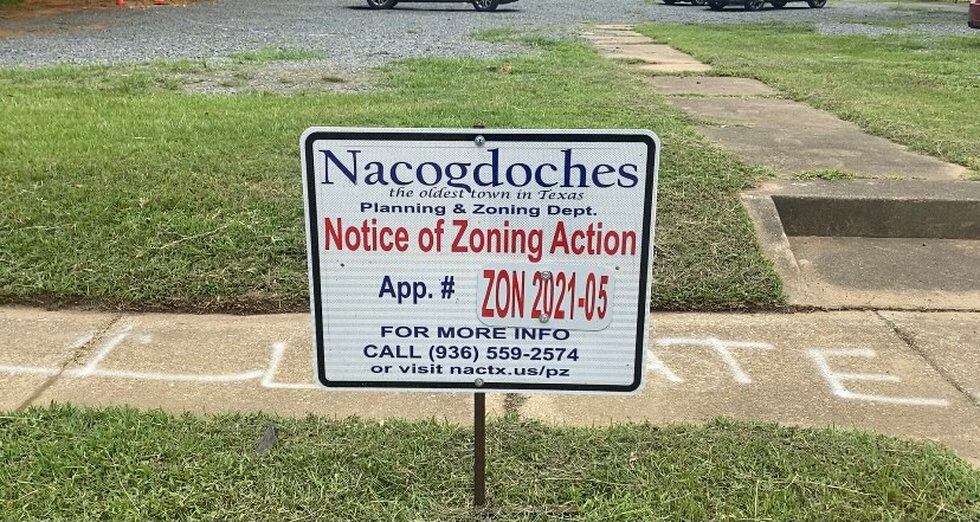 Nacogdoches
the oldest town in Texas
Planning & Zoning Dept.
Notice of Zoning Action
App. # ZON 2021-05
FOR MORE INFO
CALL (936) 559-2574
or visit nactx.us/pz